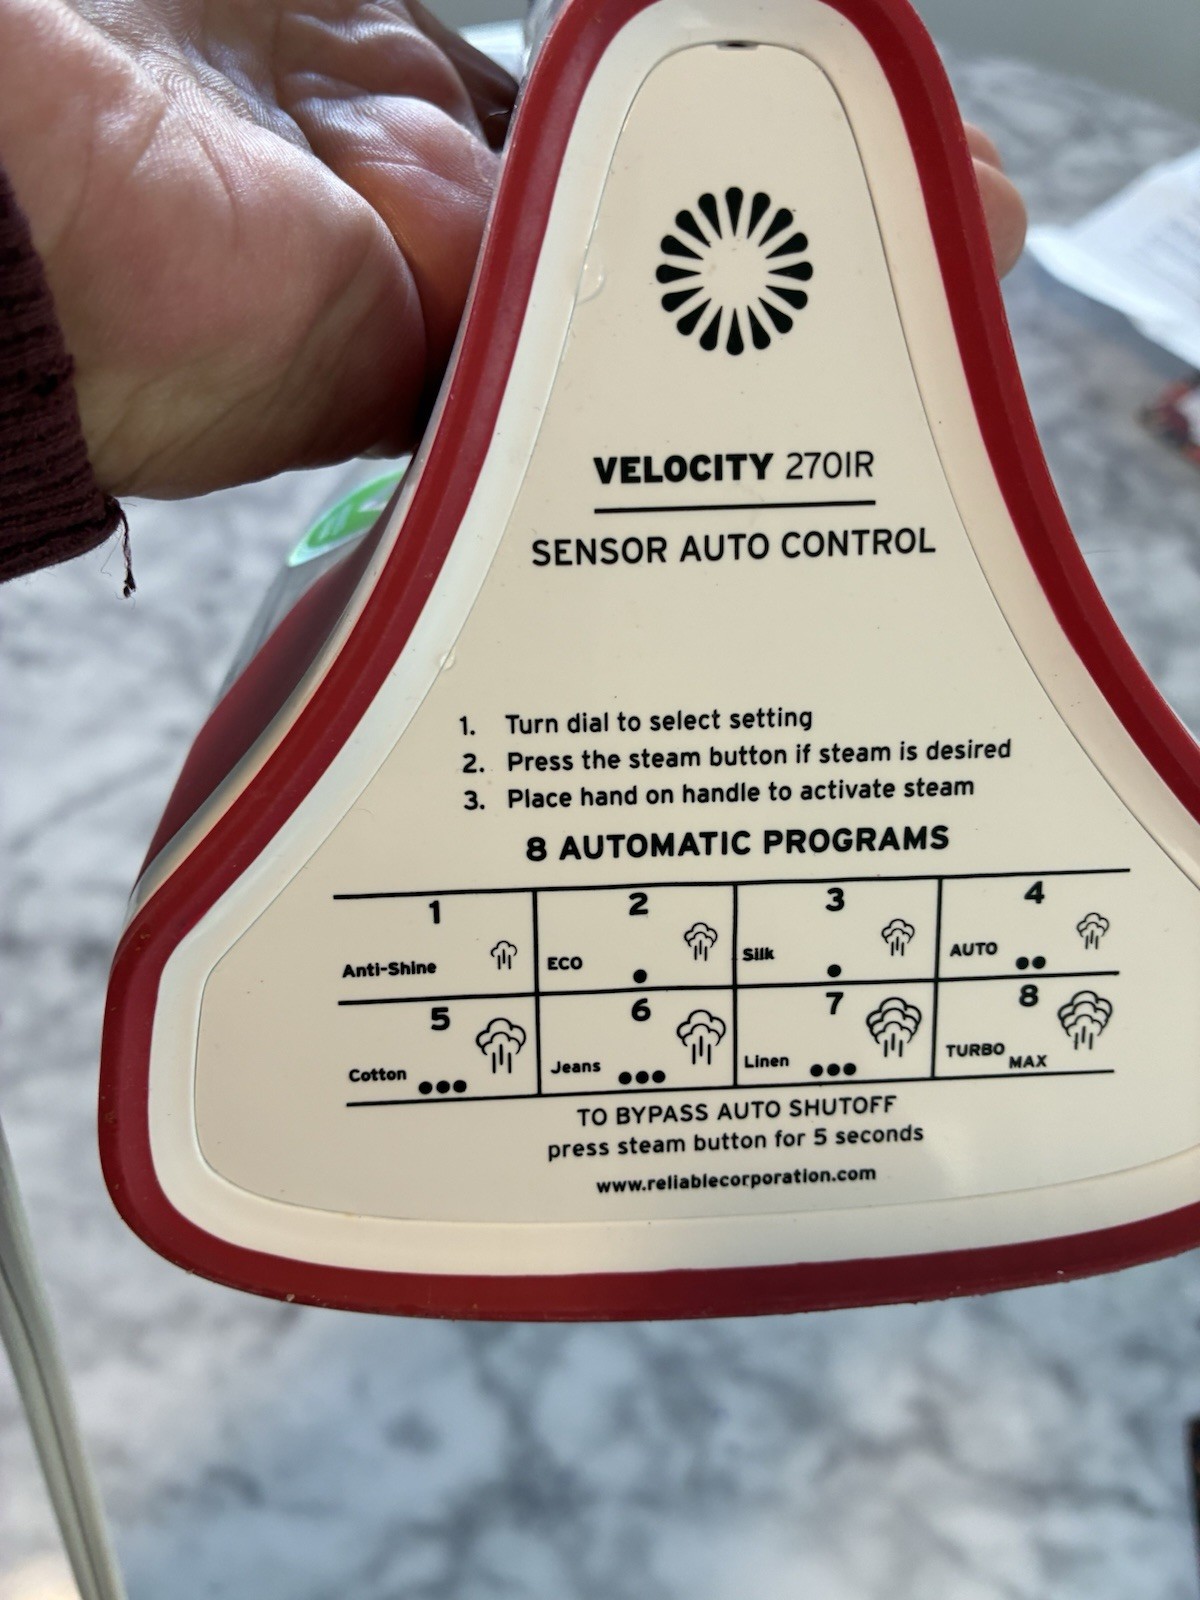 VELOCITY 270IR
SENSOR AUTO CONTROL
1. Turn dial to select setting
2. Press the steam button if steam is desired
3. Place hand on handle to activate steam
8 AUTOMATIC PROGRAMS
1 2 3 4
Anti-Shine ECO Silk AUTO
5 6 7 8
Cotton Jeans Linen TURBO MAX
TO BYPASS AUTO SHUTOFF
press steam button for 5 seconds
www.reliablecorporation.com